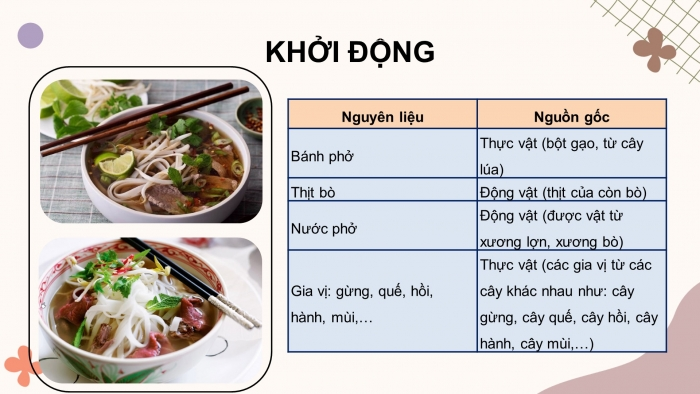 KHỞI ĐỘNG
Nguyên liệu
Nguồn gốc
Bánh phở
Thực vật (bột gạo, từ cây
lúa)
Thịt bò
Động vật (thịt của còn bò)
Nước phở
Động vật (được vật từ
xương lợn, xương bò)
Gia vị: gừng, quế, hồi,
hành, mùi,…
Thực vật (các gia vị từ các
cây khác nhau như: cây
gừng, cây quế, cây hồi, cây
hành, cây mùi,…)